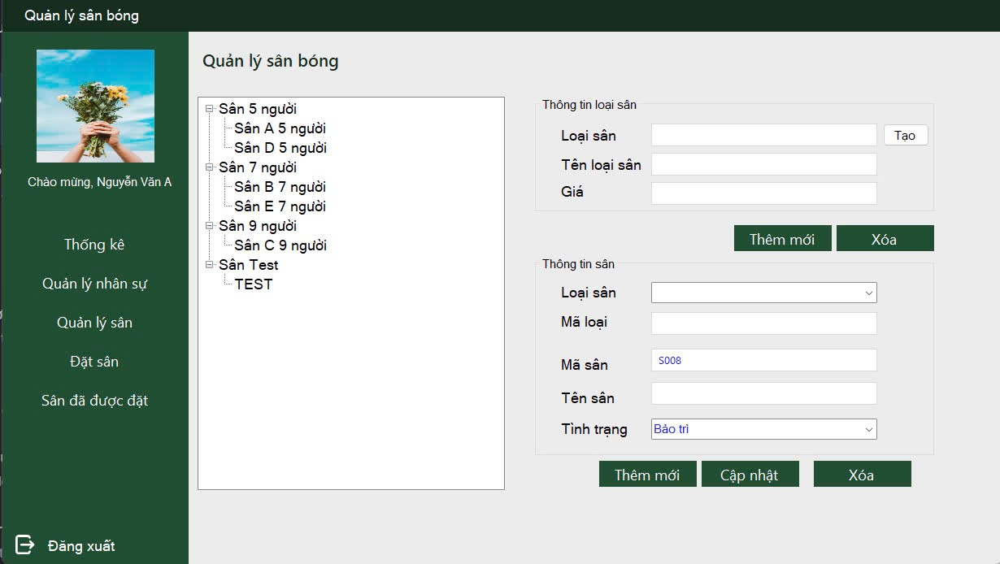 Quản lý sân bóng
Chào mừng, Nguyễn Văn A
Thống kê
Quản lý nhân sự
Quản lý sân
Đặt sân
Sân đã được đặt
Đăng xuất
Quản lý sân bóng
Sân 5 người
Sân A 5 người
Sân D 5 người
Sân 7 người
Sân B 7 người
Sân E 7 người
Sân 9 người
Sân C 9 người
Sân Test
TEST
Thông tin loại sân
Loại sân
Tạo
Tên loại sân
Giá
Thêm mới
Xóa
Thông tin sân
Loại sân
Mã loại
Mã sân S008
Tên sân
Tình trạng Bảo trì
Thêm mới
Cập nhật
Xóa